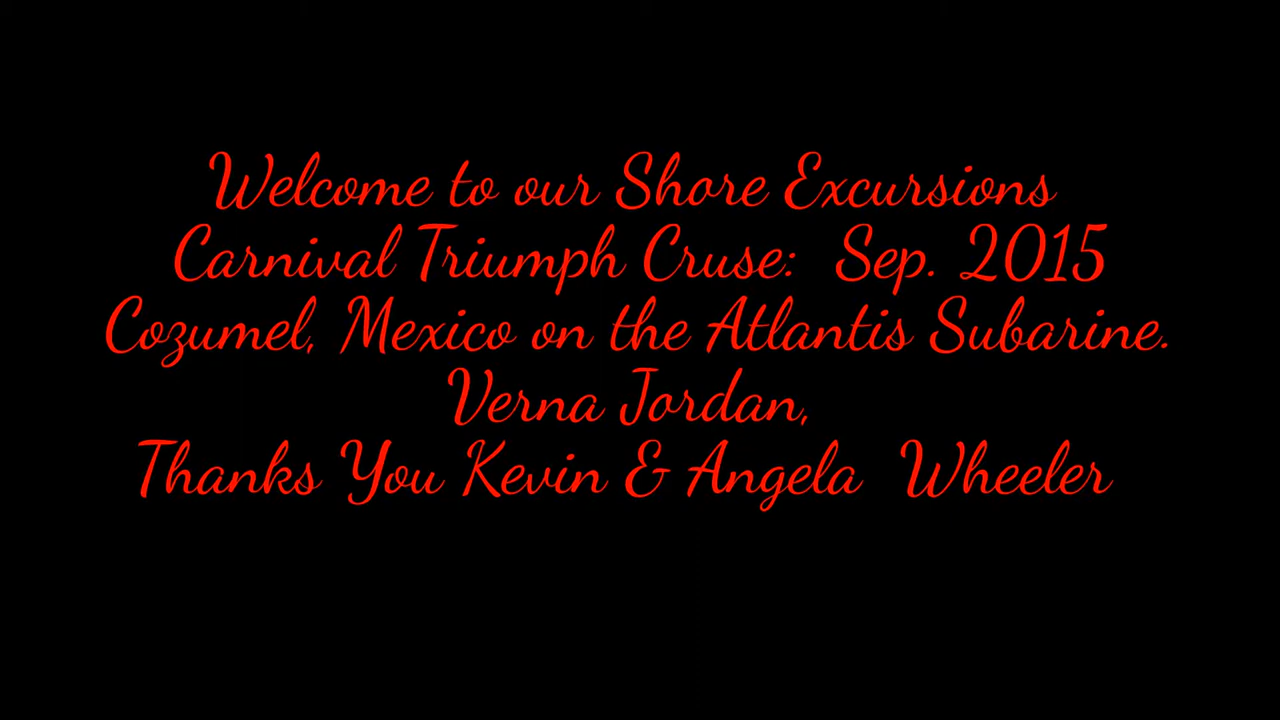 Welcome to our Shore Excursions
Carnival Triumph Cruse: Sep. 2015
Cozumel, Mexico on the Atlantis Subarine.
Verna Jordan,
Thanks You Kevin & Angela Wheeler